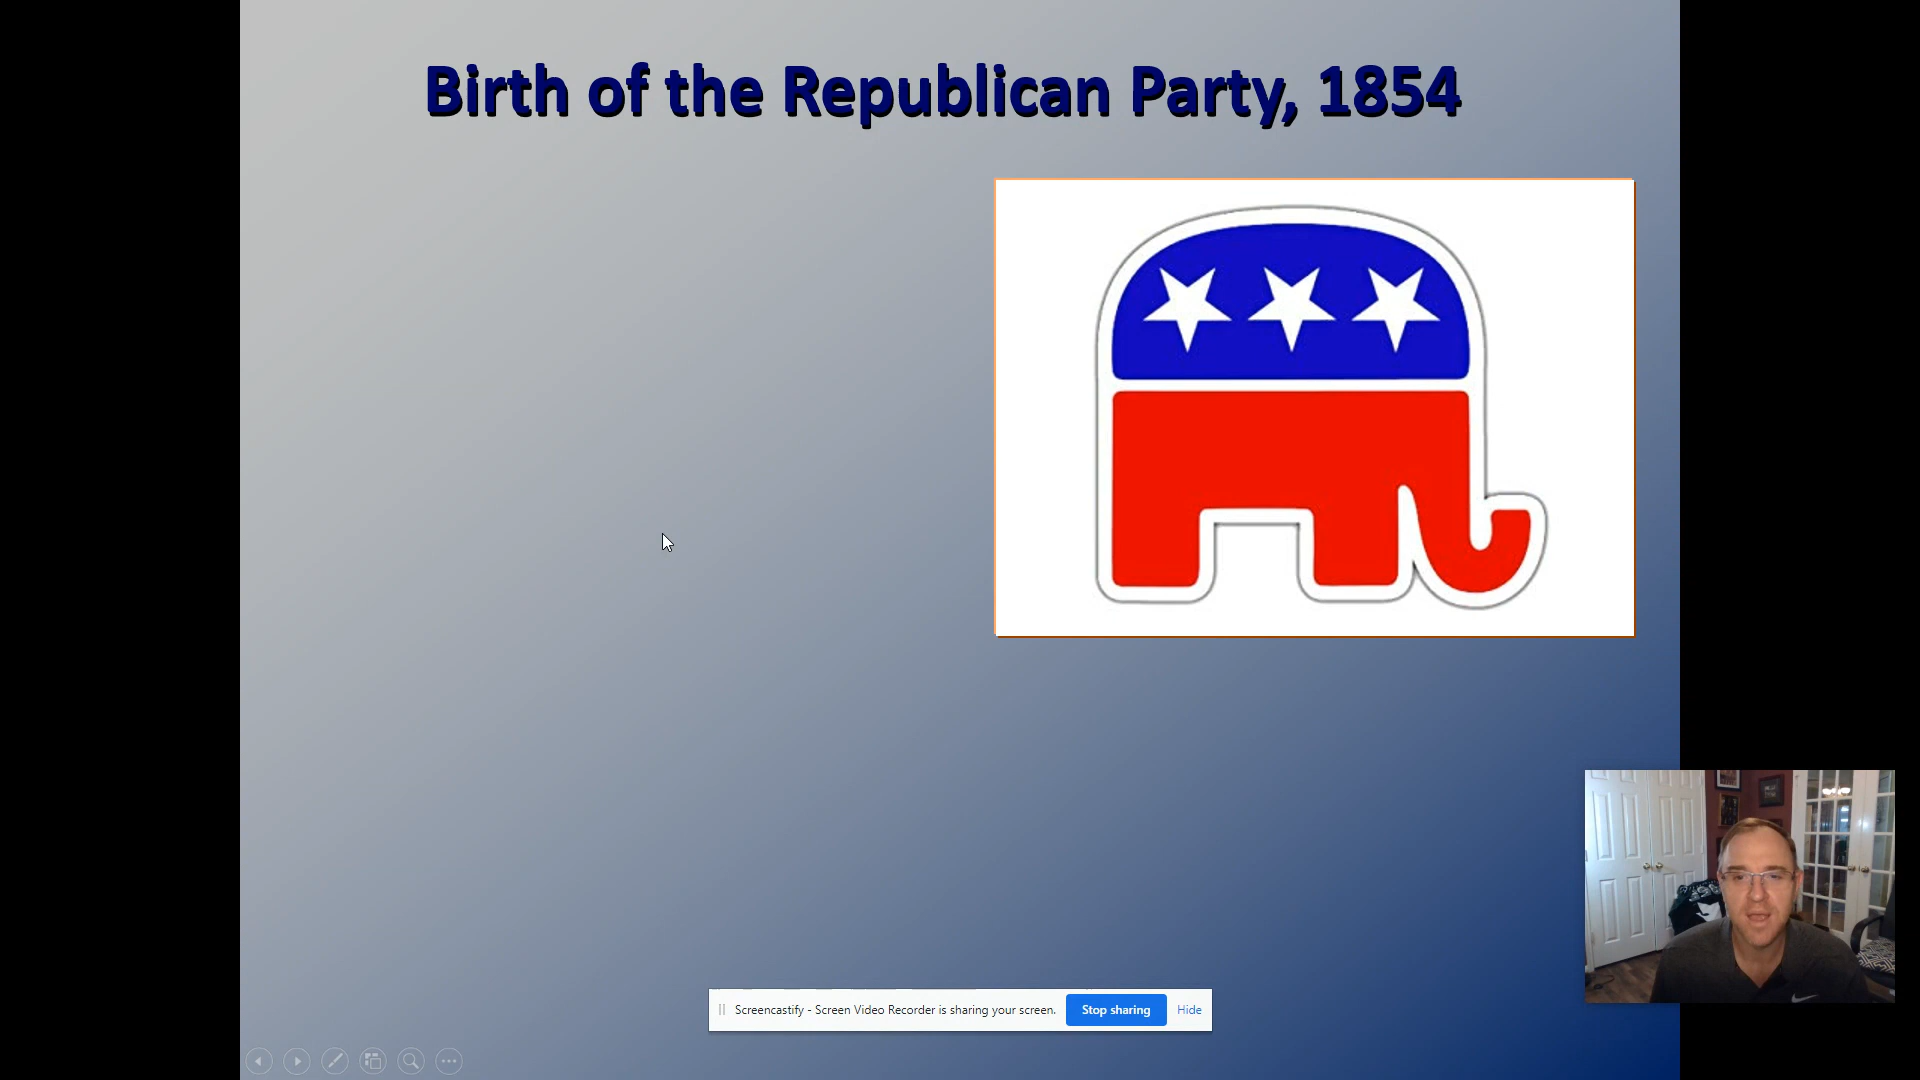 Birth of the Republican Party, 1854
Screencastify - Screen Video Recorder is sharing your screen. Stop sharing Hide